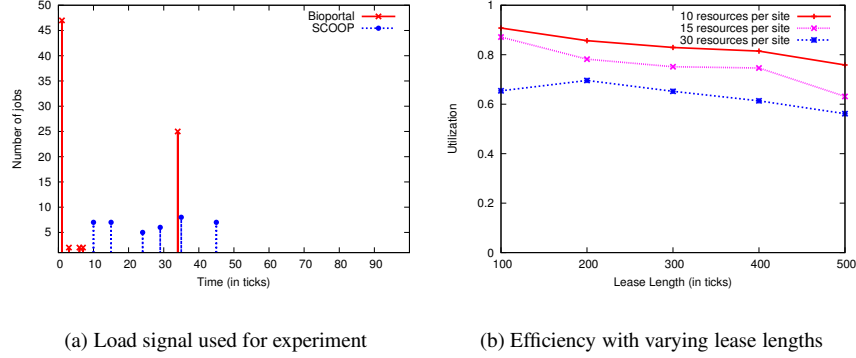 Bioportal
SCOOP
Number of jobs
50
45
40
35
30
25
20
15
10
5
0 10 20 30 40 50 60 70 80 90
Time (in ticks)
(a) Load signal used for experiment
10 resources per site
15 resources per site
30 resources per site
Utilization
1
0.8
0.6
0.4
0.2
0
100 200 300 400 500
Lease Length (in ticks)
(b) Efficiency with varying lease lengths